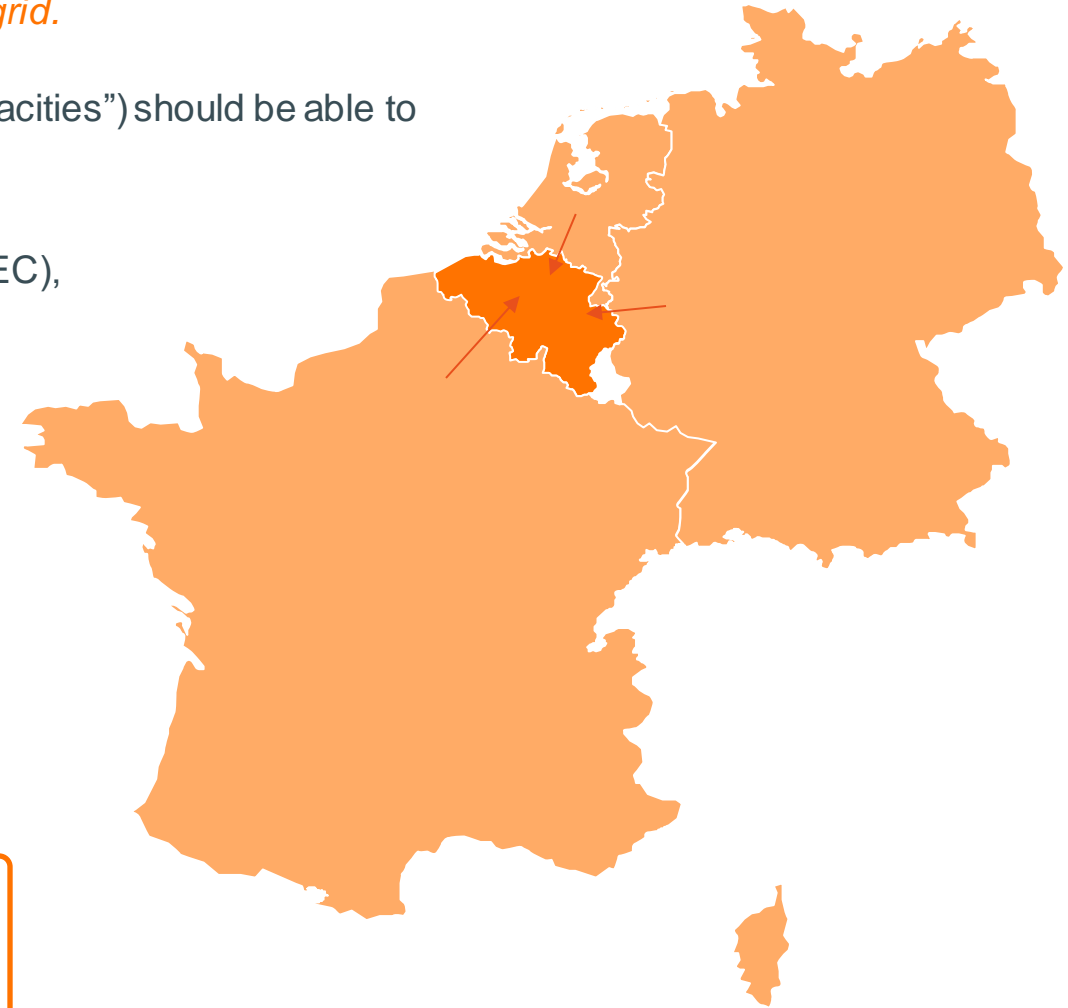 grid.
acities”) should be able to
EC),